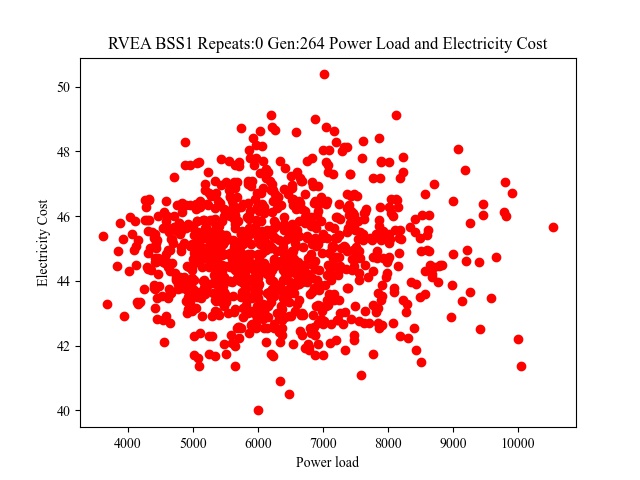 RVEA BSS1 Repeats:0 Gen:264 Power Load and Electricity Cost
50
48
46
44
42
40
Electricity Cost
4000 5000 6000 7000 8000 9000 10000
Power load